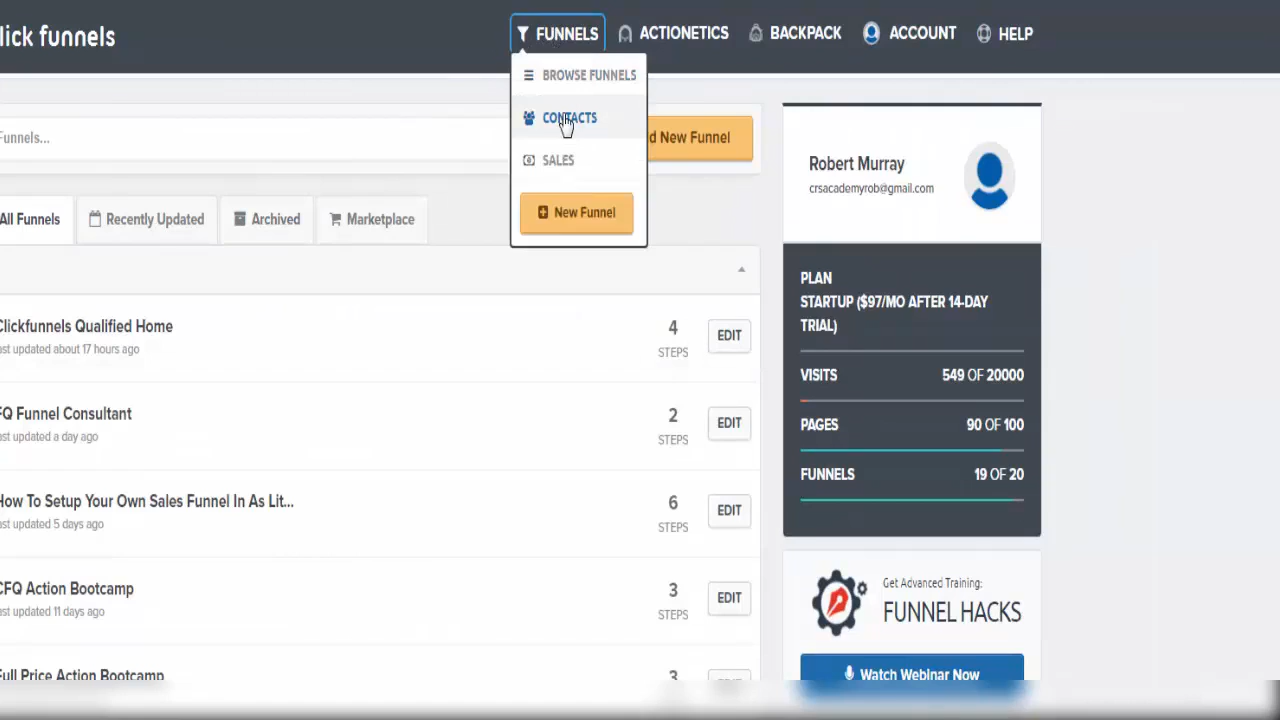 lick funnels
FUNNELS
ACTIONETICS
BACKPACK
ACCOUNT
HELP
BROWSE FUNNELS
CONTACTS
SALES
New Funnel
Funnels...
d New Funnel
All Funnels
Recently Updated
Archived
Marketplace
Clickfunnels Qualified Home
ast updated about 17 hours ago
4
STEPS
EDIT
FQ Funnel Consultant
ast updated a day ago
2
STEPS
EDIT
How To Setup Your Own Sales Funnel In As Lit...
ast updated 5 days ago
6
STEPS
EDIT
CFQ Action Bootcamp
ast updated 11 days ago
3
STEPS
EDIT
Full Price Action Bootcamp
3
Robert Murray
crsacademyrob@gmail.com
PLAN
STARTUP ($97/MO AFTER 14-DAY
TRIAL)
VISITS 549 OF 20000
PAGES 90 OF 100
FUNNELS 19 OF 20
Get Advanced Training:
FUNNEL HACKS
Watch Webinar Now